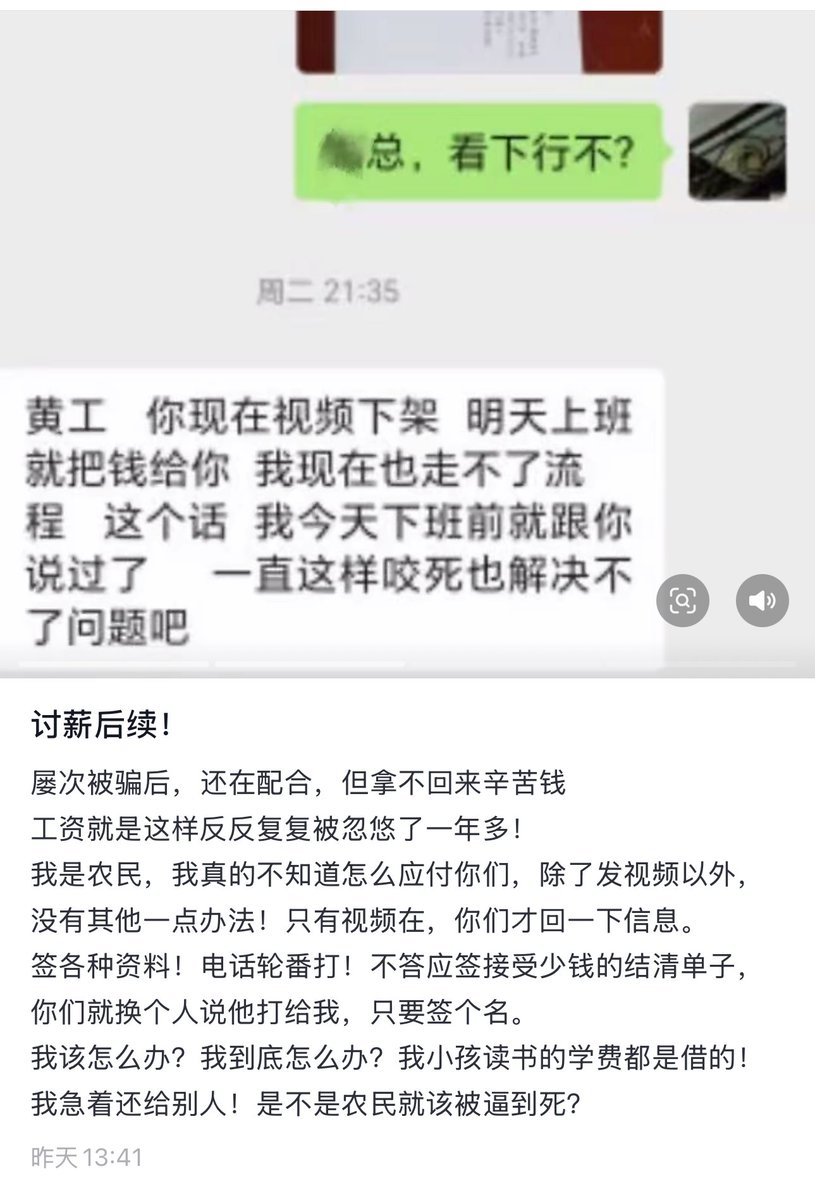 总，看下行不？
周二 21:35
黄工 你现在视频下架 明天上班
就把钱给你 我现在也走不了流
程 这个话 我今天下班前就跟你
说过了 一直这样咬死也解决不
了问题吧
讨薪后续！
屡次被骗后，还在配合，但拿不回来辛苦钱
工资就是这样反反复复被忽悠了一年多！
我是农民，我真的不知道怎么应付你们，除了发视频以外，
没有其他一点办法！只有视频在，你们才回一下信息。
签各种资料！电话轮番打！不答应签接受少钱的结清单子，
你们就换个人说他打给我，只要签个名。
我该怎么办？我到底怎么办？我小孩读书的学费都是借的！
我急着还给别人！是不是农民就该被逼到死？
昨天13:41